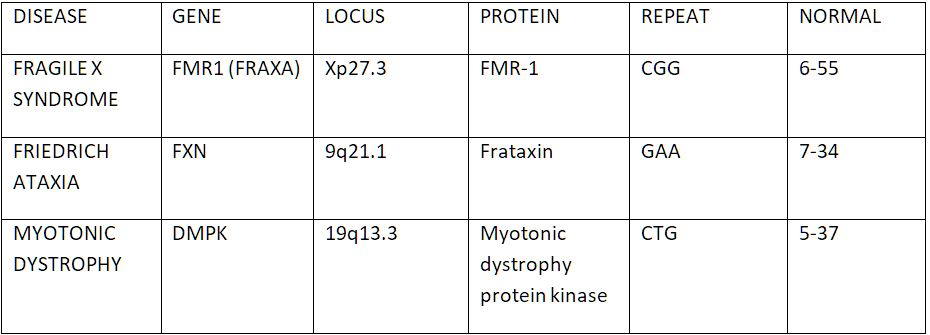 DISEASE GENE LOCUS PROTEIN REPEAT NORMAL
FRAGILE X SYNDROME FMR1 (FRAXA) Xp27.3 FMR-1 CGG 6-55
FRIEDRICH ATAXIA FXN 9q21.1 Frataxin GAA 7-34
MYOTONIC DYSTROPHY DMPK 19q13.3 Myotonic dystrophy protein kinase CTG 5-37